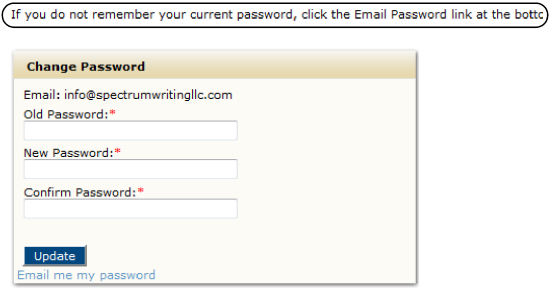 If you do not remember your current password, click the Email Password link at the
Change Password
Email: info@spectrumwritingllc.com
Old Password:*
New Password:*
Confirm Password:*
Update
Email me my password